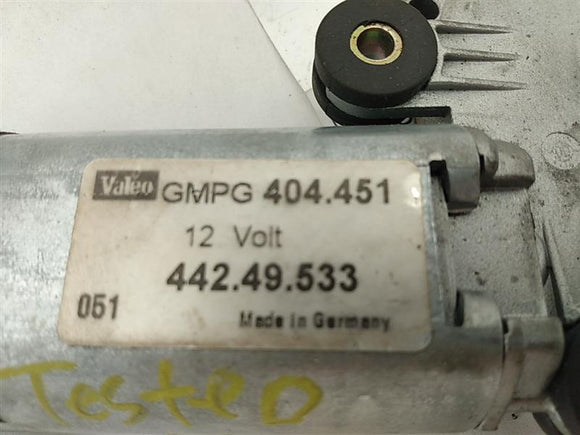 Valeo GMPG 404.451
12 Volt
442.49.533
051 Made in Germany
Tested